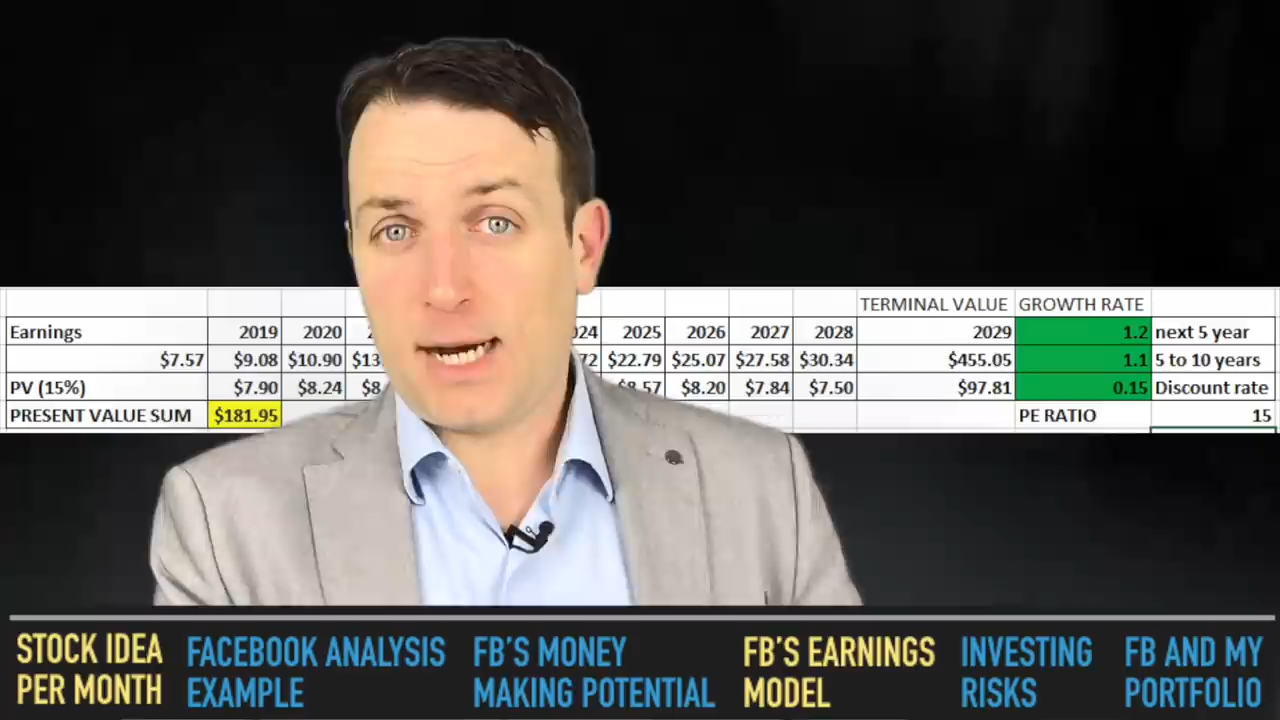 TERMINAL VALUE GROWTH RATE
Earnings 2019 2020 2025 2026 2027 2028 2029 1.2 next 5 year
$7.57 $9.08 $10.90 $22.79 $25.07 $27.58 $30.34 $455.05 1.1 5 to 10 years
PV (15%) $7.90 $8.24 $8.20 $7.84 $7.50 $97.81 0.15 Discount rate
PRESENT VALUE SUM $181.95 PE RATIO 15
STOCK IDEA
PER MONTH
FACEBOOK ANALYSIS
EXAMPLE
FB'S MONEY
MAKING POTENTIAL
FB'S EARNINGS
MODEL
INVESTING
RISKS
FB AND MY
PORTFOLIO